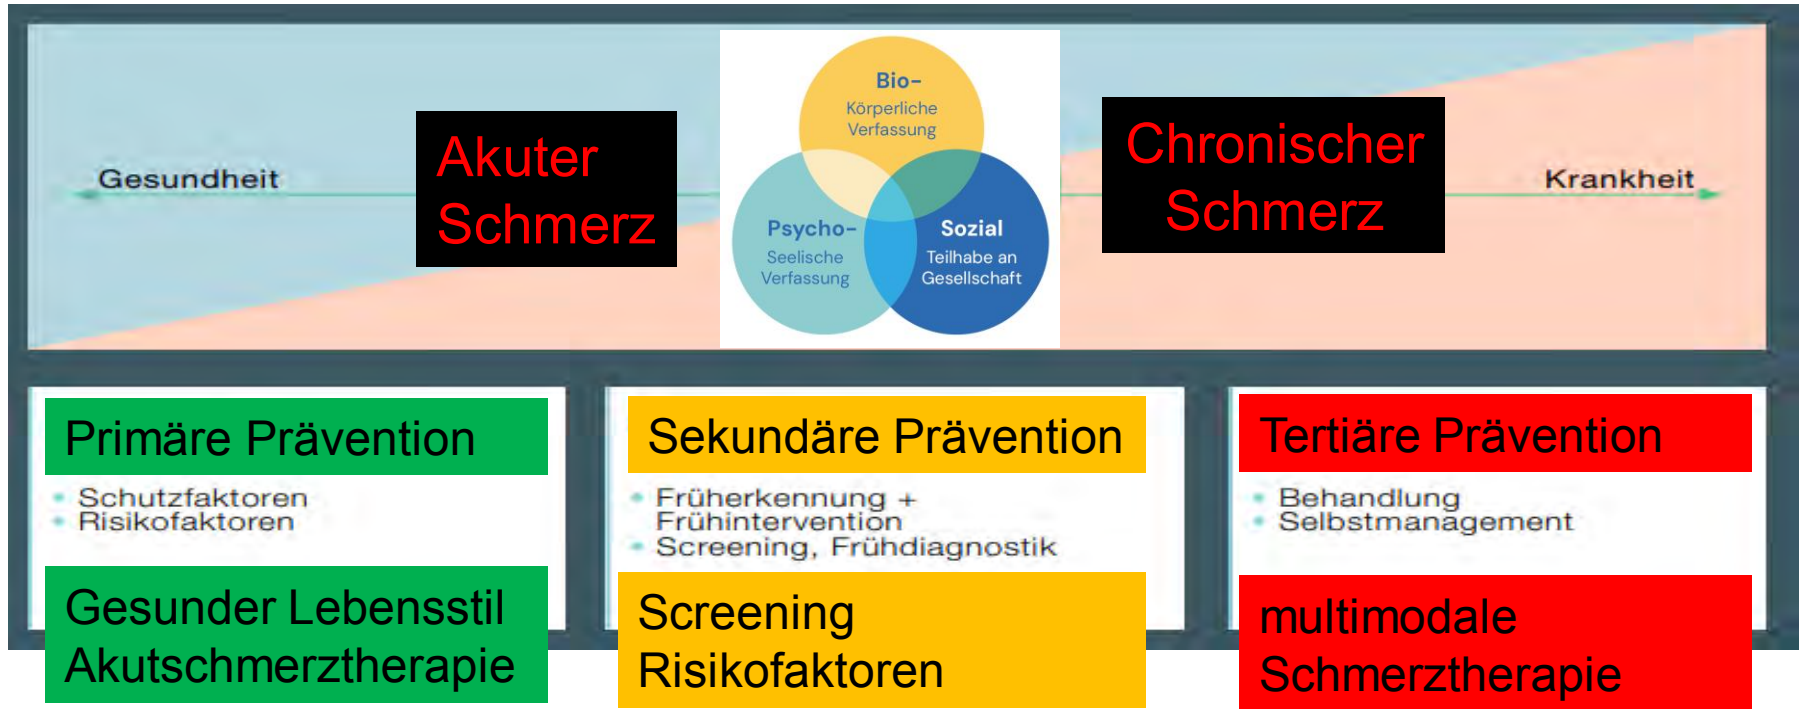 Gesundheit
Akuter
Schmerz
Bio-
Körperliche
Verfassung
Psycho-
Seelische
Verfassung
Sozial
Teilhabe an
Gesellschaft
Chronischer
Schmerz
Krankheit
Primäre Prävention
• Schutzfaktoren
• Risikofaktoren
Gesunder Lebensstil
Akutschmerztherapie
Sekundäre Prävention
• Früherkennung +
Frühintervention
• Screening, Frühdiagnostik
Screening
Risikofaktoren
Tertiäre Prävention
• Behandlung
• Selbstmanagement
multimodale
Schmerztherapie